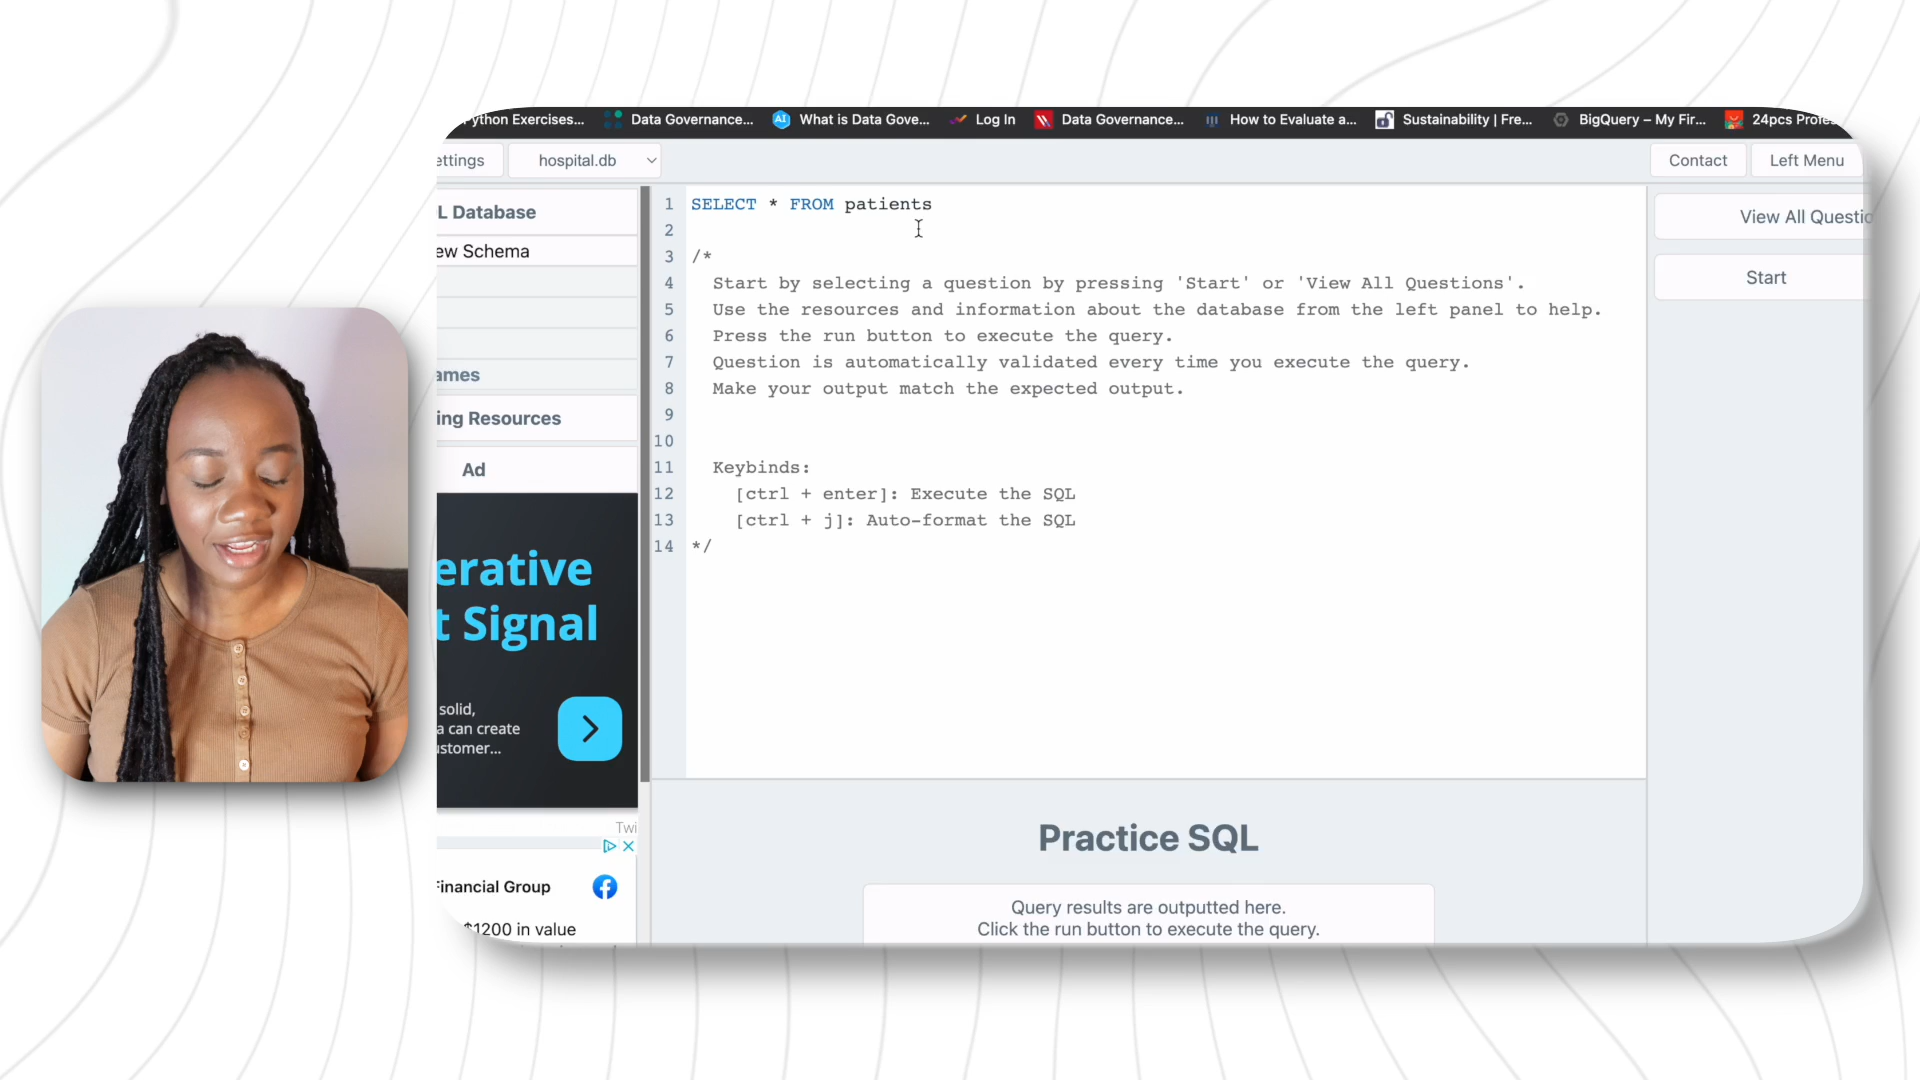 ython Exercises...
Data Governance...
What is Data Gove...
Log In
Data Governance...
How to Evaluate a...
Sustainability | Fre...
BigQuery – My Fir...
24pcs Profes
ettings
hospital.db
Contact
Left Menu
L Database
ew Schema
ames
ing Resources
Ad
erative
t Signal
solid,
a can create
ustomer...
Twi
Financial Group
$1200 in value
1 SELECT * FROM patients
2
3 /*
4 Start by selecting a question by pressing 'Start' or 'View All Questions'.
5 Use the resources and information about the database from the left panel to help.
6 Press the run button to execute the query.
7 Question is automatically validated every time you execute the query.
8 Make your output match the expected output.
9
10
11 Keybinds:
12 [ctrl + enter]: Execute the SQL
13 [ctrl + j]: Auto-format the SQL
14 */
View All Questio
Start
Practice SQL
Query results are outputted here.
Click the run button to execute the query.